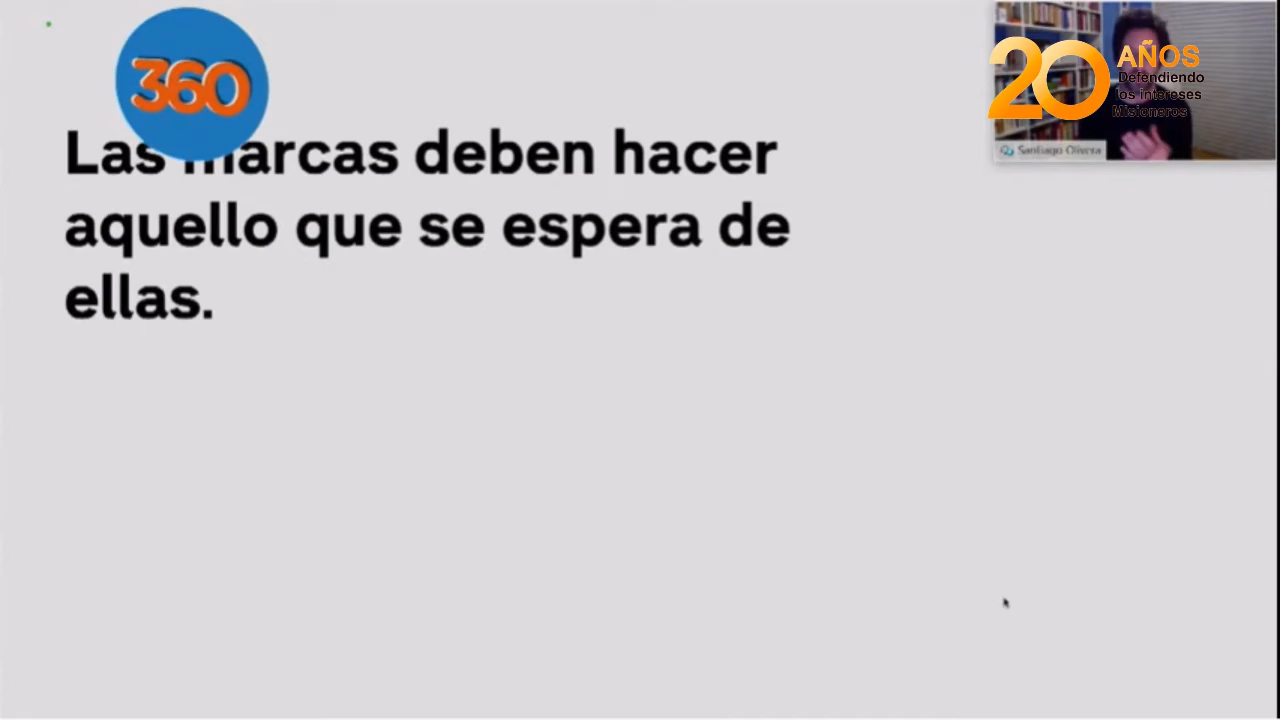 360
Las marcas deben hacer
aquello que se espera de
ellas.
20 AÑOS
Defendiendo
los intereses
Misioneros
Santiago Olivera